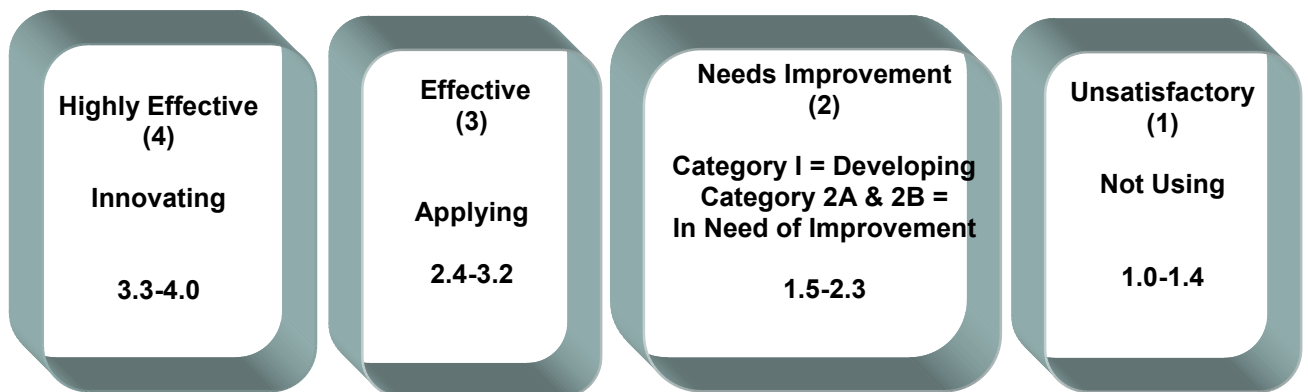 Highly Effective
(4)
Innovating
3.3-4.0
Effective
(3)
Applying
2.4-3.2
Needs Improvement
(2)
Category I = Developing
Category 2A & 2B =
In Need of Improvement
1.5-2.3
Unsatisfactory
(1)
Not Using
1.0-1.4